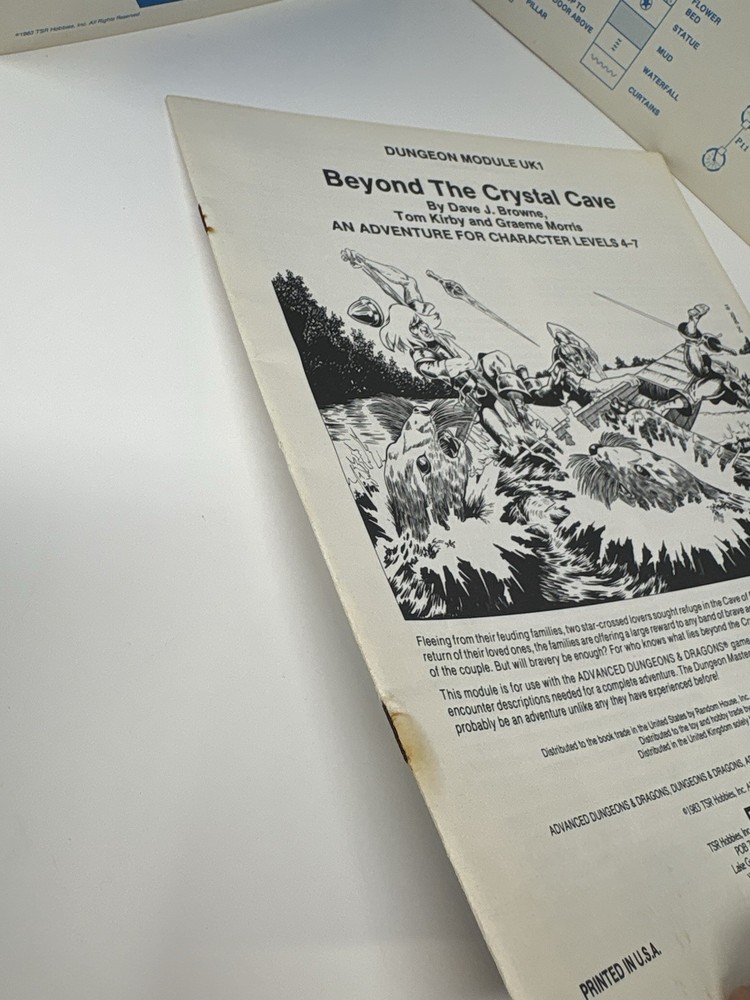 ©1983 TSR Hobbies, Inc. All Rights Reserved
PILLAR
FLOWER
BED
STATUE
MUD
WATERFALL
CURTAINS
DUNGEON MODULE UK1
Beyond The Crystal Cave
By Dave J. Browne,
Tom Kirby and Graeme Morris
AN ADVENTURE FOR CHARACTER LEVELS 4-7
Fleeing from their feuding families, two star-crossed lovers sought refuge in the Cave of
return of their loved ones, the families are offering a large reward to any band of brave
of the couple. But will bravery be enough? For who knows what lies beyond the
This module is for use with the ADVANCED DUNGEONS & DRAGONS® game
encounter descriptions needed for a complete adventure. The Dungeon Master
probably be an adventure unlike any they have experienced before!
Distributed to the book trade in the United States by Random House, Inc.
Distributed to the toy and hobby trade by
Distributed in the United Kingdom solely
ADVANCED DUNGEONS & DRAGONS, DUNGEONS & DRAGONS,
©1983 TSR Hobbies, Inc.
TSR Hobbies, Inc.
POB
Lake
PRINTED IN U.S.A.